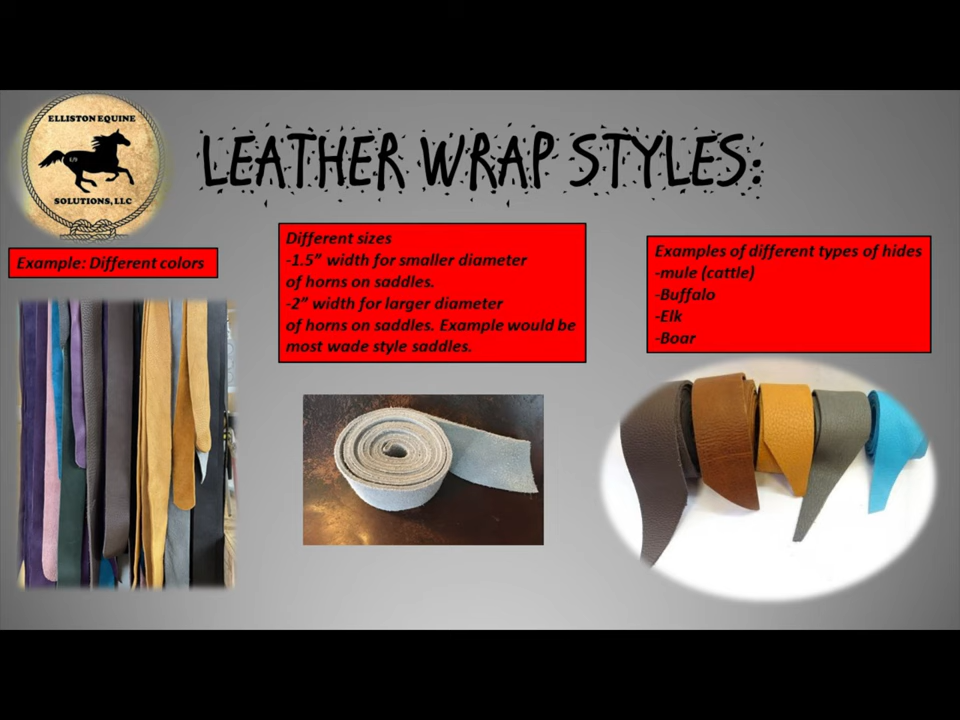 ELLISTON EQUINE
E/9
SOLUTIONS, LLC
LEATHER WRAP STYLES:
Example: Different colors
Different sizes
-1.5” width for smaller diameter
of horns on saddles.
-2” width for larger diameter
of horns on saddles. Example would be
most wade style saddles.
Examples of different types of hides
-mule (cattle)
-Buffalo
-Elk
-Boar